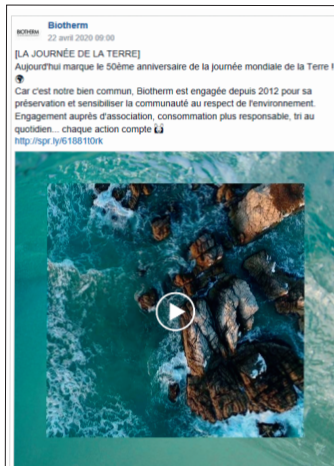 BIOTHERM
Biotherm
22 avril 2020 09:00
[LA JOURNÉE DE LA TERRE]
Aujourd'hui marque le 50ème anniversaire de la journée mondiale de la Terre !
Car c'est notre bien commun, Biotherm est engagée depuis 2012 pour sa
préservation et sensibiliser la communauté au respect de l'environnement.
Engagement auprès d'association, consommation plus responsable, tri au
quotidien... chaque action compte
http://spr.ly/61881t0rk